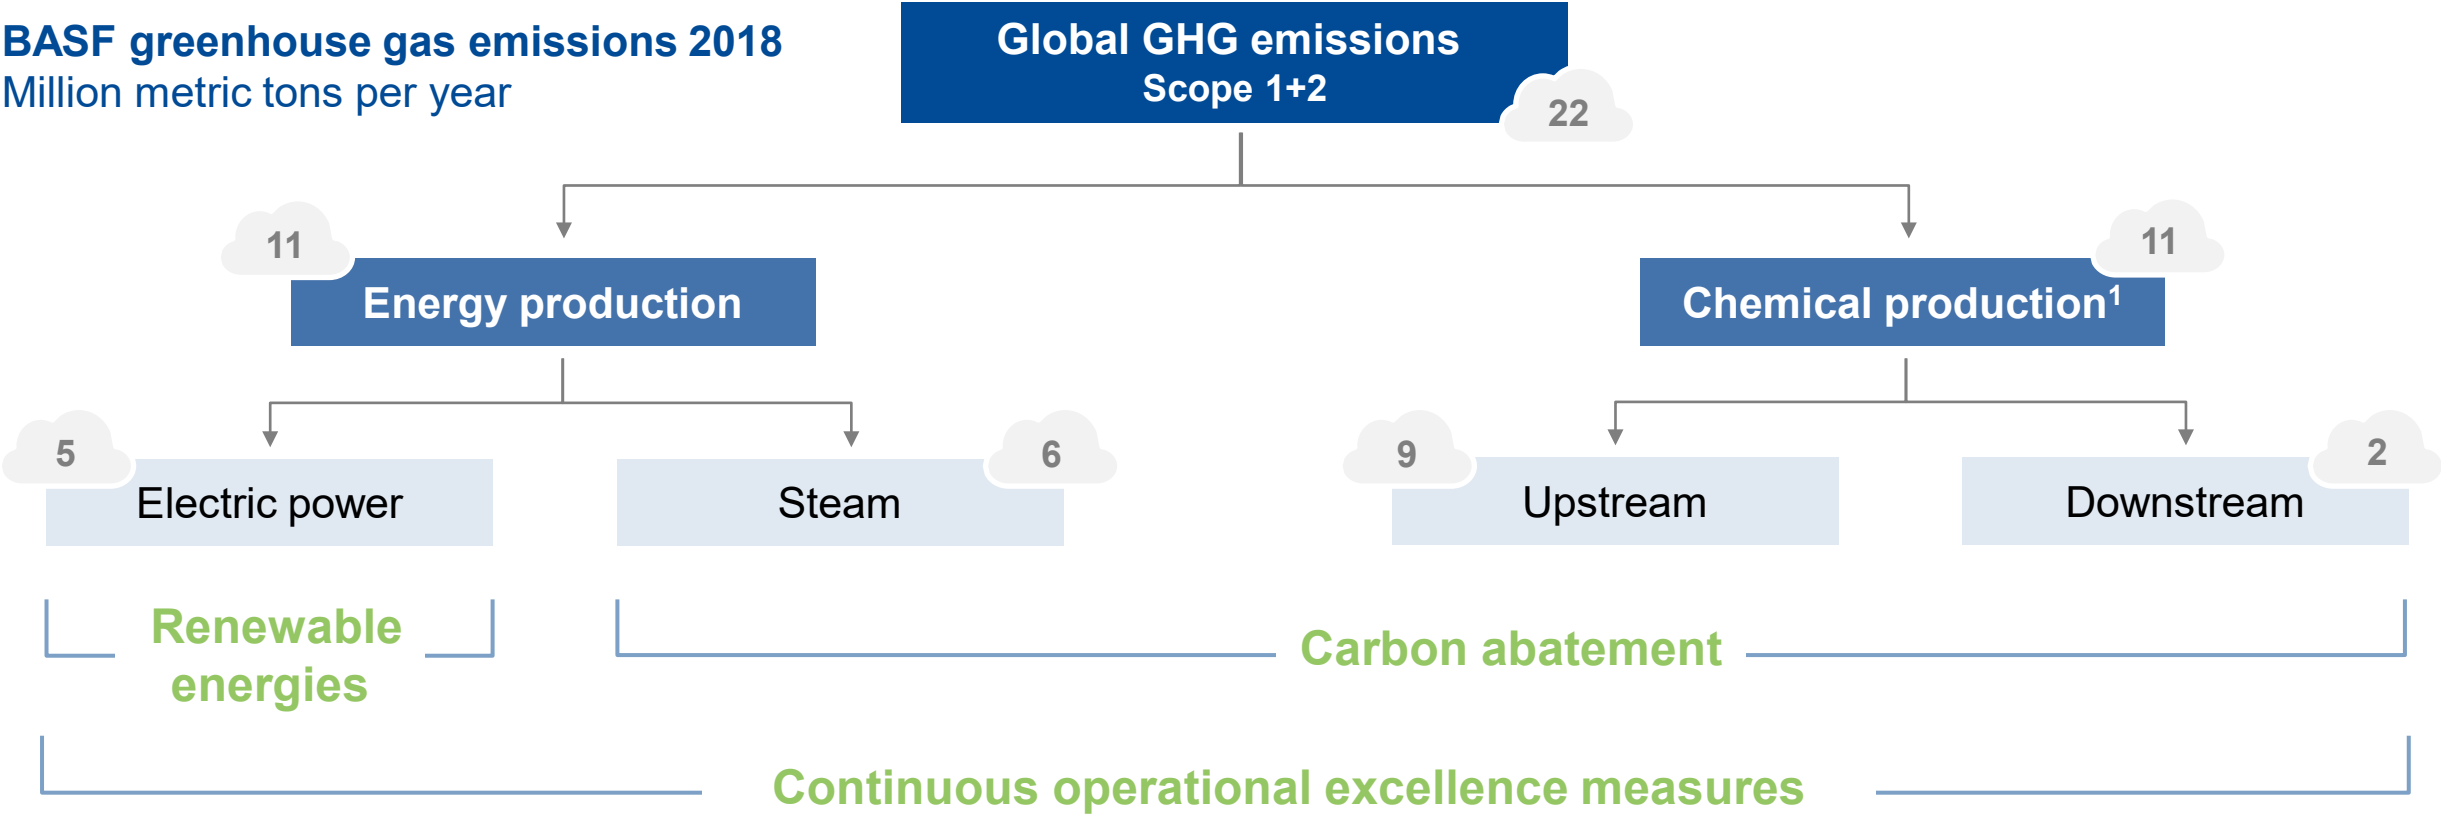 BASF greenhouse gas emissions 2018
Million metric tons per year
Global GHG emissions
Scope 1+2
22
11
Energy production
11
Chemical production¹
5
Electric power
6
Steam
9
Upstream
2
Downstream
Renewable
energies
Carbon abatement
Continuous operational excellence measures